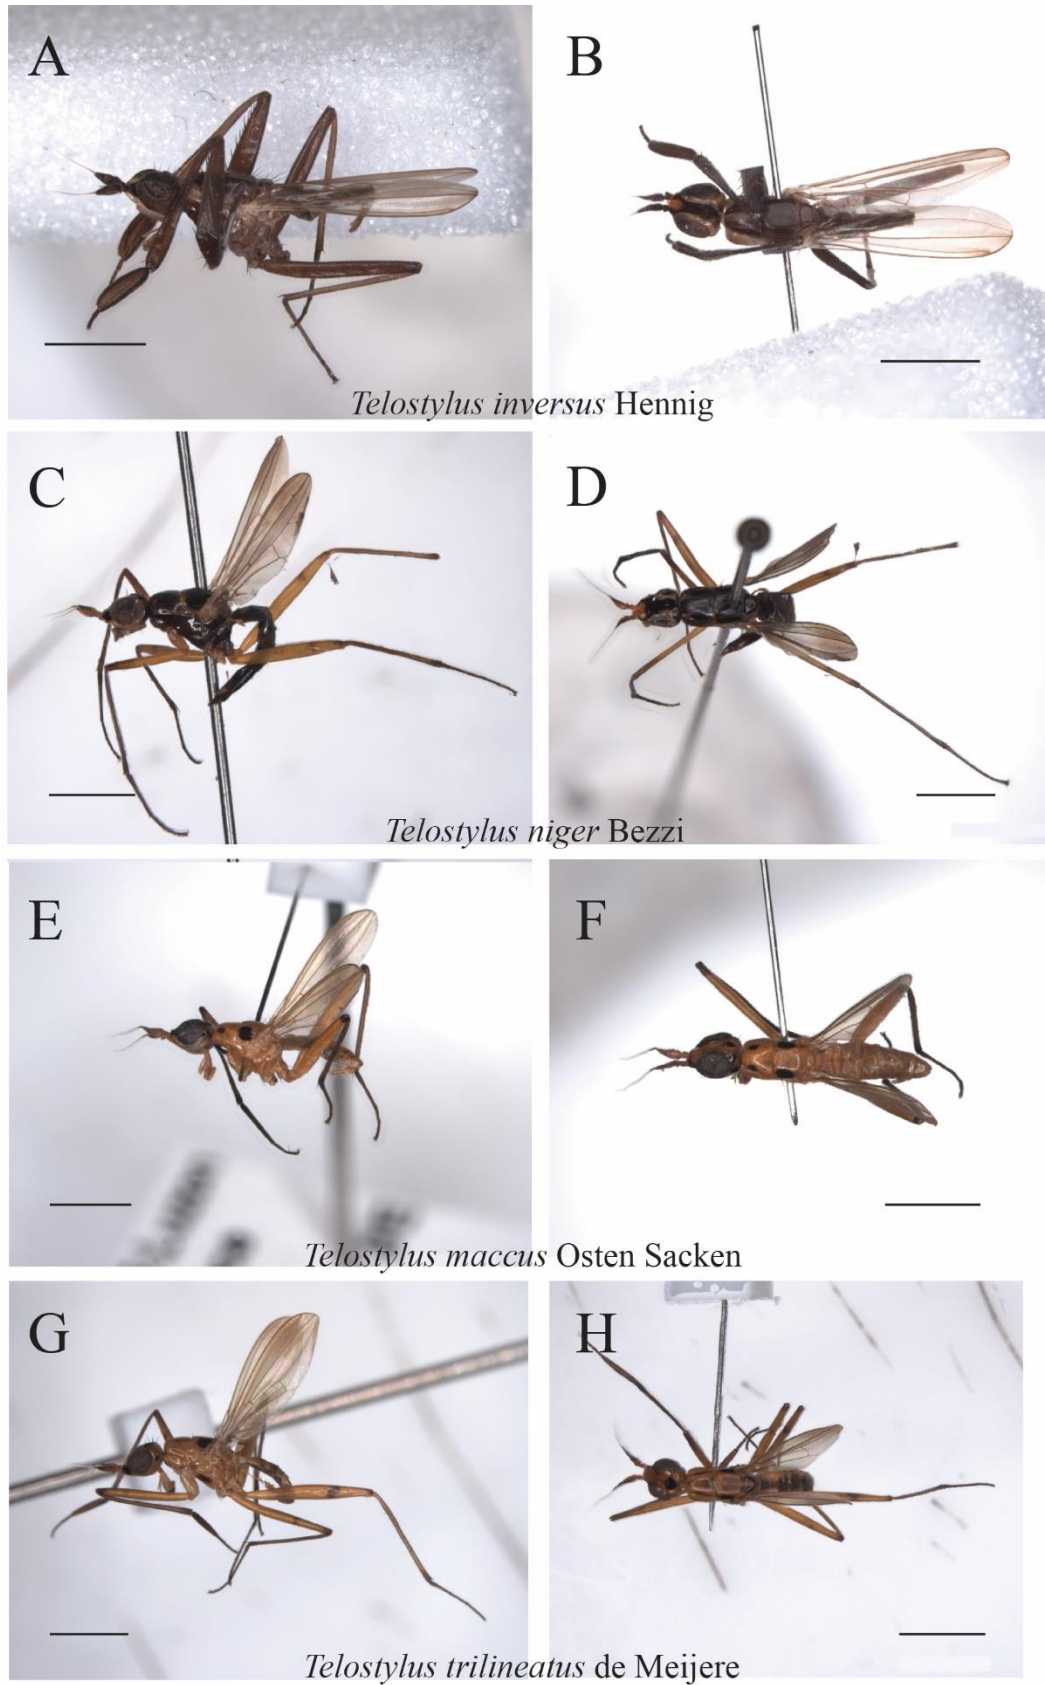 A
B
Telostylus inversus Hennig
C
D
Telostylus niger Bezzi
E
F
Telostylus maccus Osten Sacken
G
H
Telostylus trilineatus de Meijere